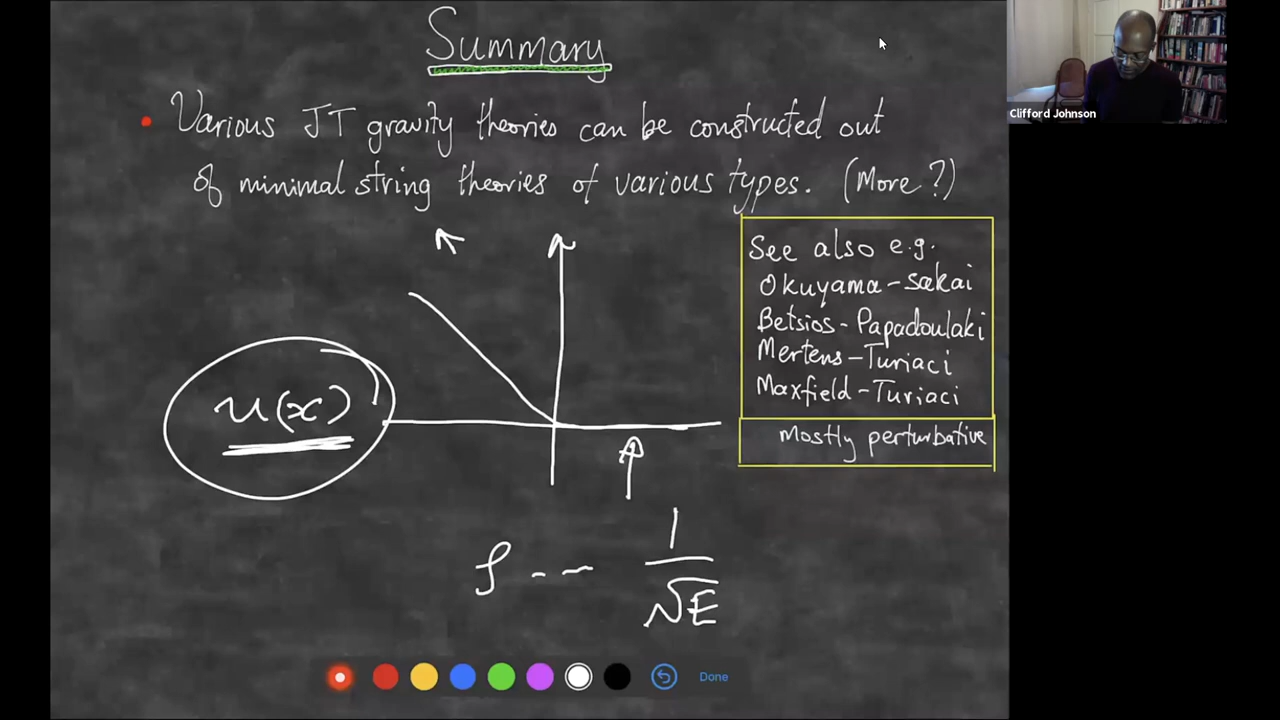 Summary
Clifford Johnson
• Various JT gravity theories can be constructed out
of minimal string theories of various types. (More?)
See also e.g.
Okuyama-Sakai
Betsios-Papadoulaki
Mertens-Turiaci
Maxfield-Turiaci
Mostly perturbative
u(x)
ρ -- 1/√E
Done